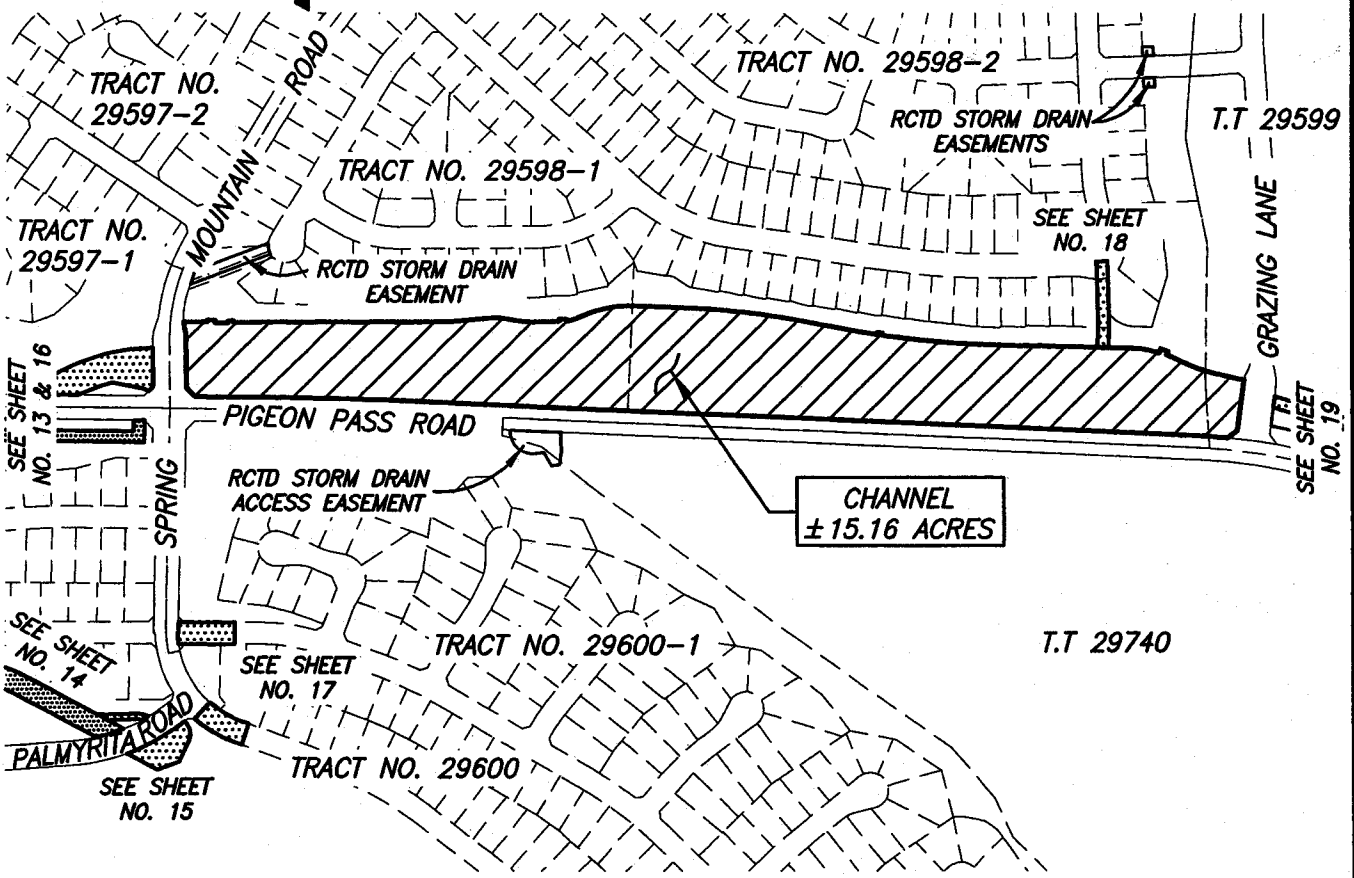 TRACT NO.
29597-2
MOUNTAIN ROAD
TRACT NO. 29598-2
RCTD STORM DRAIN
EASEMENTS
T.T 29599
TRACT NO. 29598-1
TRACT NO.
29597-1
RCTD STORM DRAIN
EASEMENT
SEE SHEET
NO. 18
GRAZING LANE
SEE SHEET
NO. 13 & 16
PIGEON PASS ROAD
SEE SHEET
NO. 19
RCTD STORM DRAIN
ACCESS EASEMENT
CHANNEL
±15.16 ACRES
SPRING
SEE SHEET
NO. 14
SEE SHEET
NO. 17
TRACT NO. 29600-1
T.T 29740
PALMYRITA ROAD
TRACT NO. 29600
SEE SHEET
NO. 15